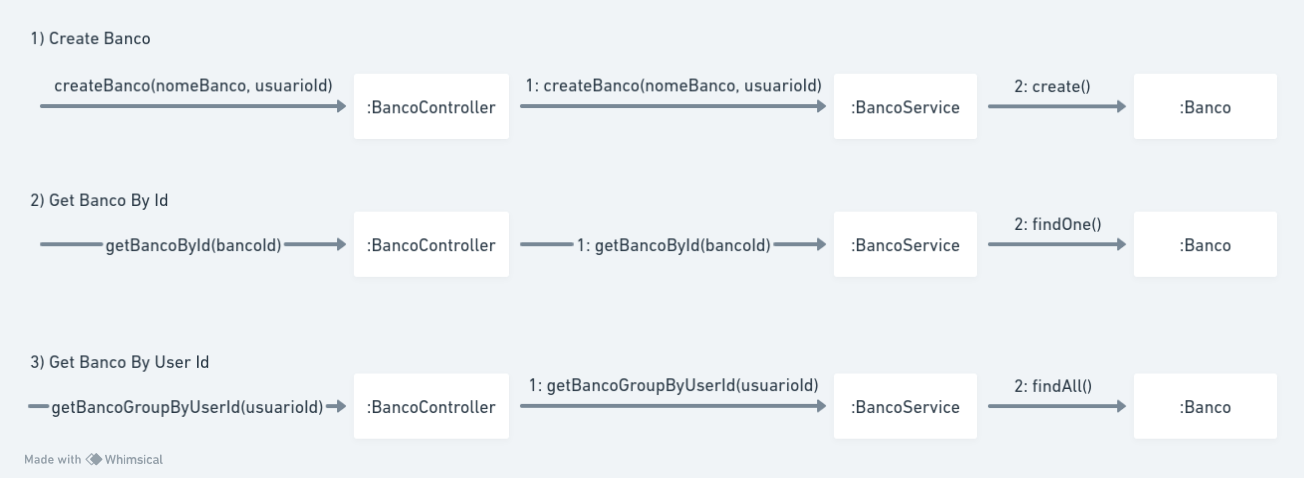 1) Create Banco
createBanco(nomeBanco, usuarioId)
:BancoController
1: createBanco(nomeBanco, usuarioId)
:BancoService
2: create()
:Banco
2) Get Banco By Id
getBancoById(bancoId)
:BancoController
1: getBancoById(bancoId)
:BancoService
2: findOne()
:Banco
3) Get Banco By User Id
getBancoGroupByUserId(usuarioId)
:BancoController
1: getBancoGroupByUserId(usuarioId)
:BancoService
2: findAll()
:Banco
Made with Whimsical